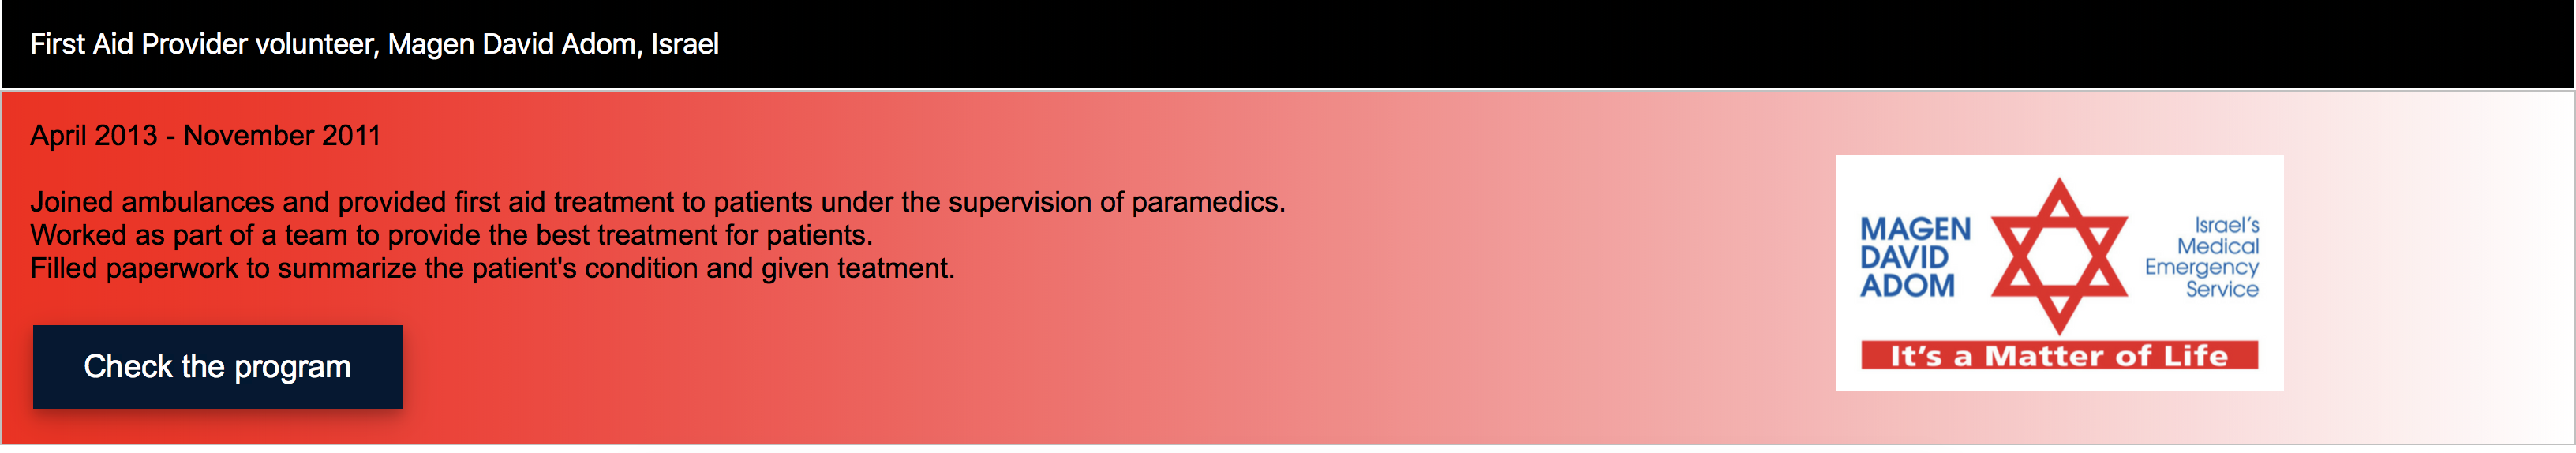 First Aid Provider volunteer, Magen David Adom, Israel
April 2013 - November 2011
Joined ambulances and provided first aid treatment to patients under the supervision of paramedics.
Worked as part of a team to provide the best treatment for patients.
Filled paperwork to summarize the patient's condition and given teatment.
Check the program
MAGEN
DAVID
ADOM
Israel's
Medical
Emergency
Service
It's a Matter of Life